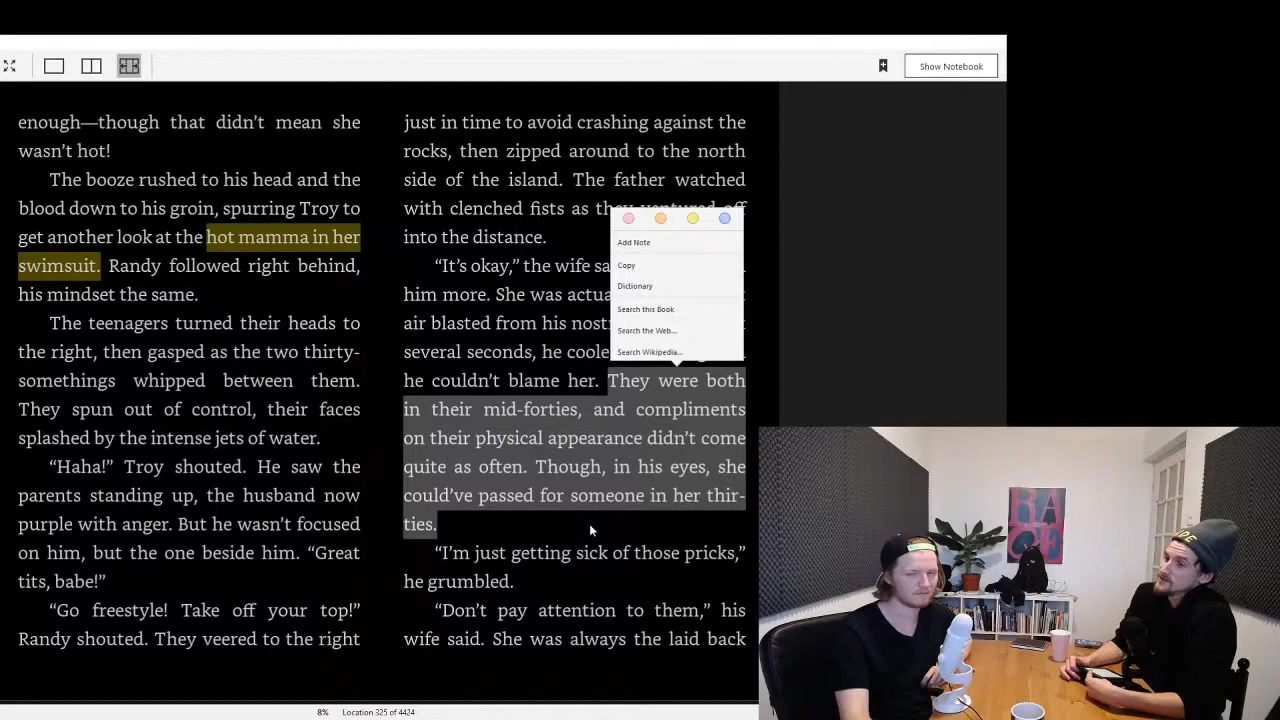 Show Notebook
enough—though that didn't mean she
wasn't hot!
The booze rushed to his head and the
blood down to his groin, spurring Troy to
get another look at the hot mamma in her
swimsuit. Randy followed right behind,
his mindset the same.
The teenagers turned their heads to
the right, then gasped as the two thirty-
somethings whipped between them.
They spun out of control, their faces
splashed by the intense jets of water.
“Haha!” Troy shouted. He saw the
parents standing up, the husband now
purple with anger. But he wasn't focused
on him, but the one beside him. “Great
tits, babe!”
“Go freestyle! Take off your top!”
Randy shouted. They veered to the right
just in time to avoid crashing against the
rocks, then zipped around to the north
side of the island. The father watched
with clenched fists as they ventured off
into the distance.
“It's okay,” the wife
him more. She was
air blasted from his
several seconds, he
he couldn't blame her. They were both
in their mid-forties, and compliments
on their physical appearance didn't come
quite as often. Though, in his eyes, she
could've passed for someone in her thir-
ties.
“I'm just getting sick of those pricks,”
he grumbled.
“Don't pay attention to them,” his
wife said. She was always the laid back
Add Note
Copy
Dictionary
Search this Book
Search the Web...
Search Wikipedia...
RAGE
8% Location 325 of 4424